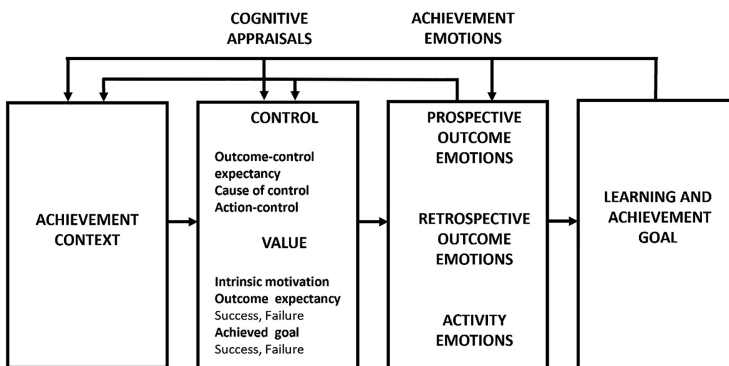 COGNITIVE
APPRAISALS
ACHIEVEMENT
EMOTIONS
ACHIEVEMENT
CONTEXT
CONTROL
Outcome-control
expectancy
Cause of control
Action-control
VALUE
Intrinsic motivation
Outcome expectancy
Success, Failure
Achieved goal
Success, Failure
PROSPECTIVE
OUTCOME
EMOTIONS
RETROSPECTIVE
OUTCOME
EMOTIONS
ACTIVITY
EMOTIONS
LEARNING AND
ACHIEVEMENT
GOAL